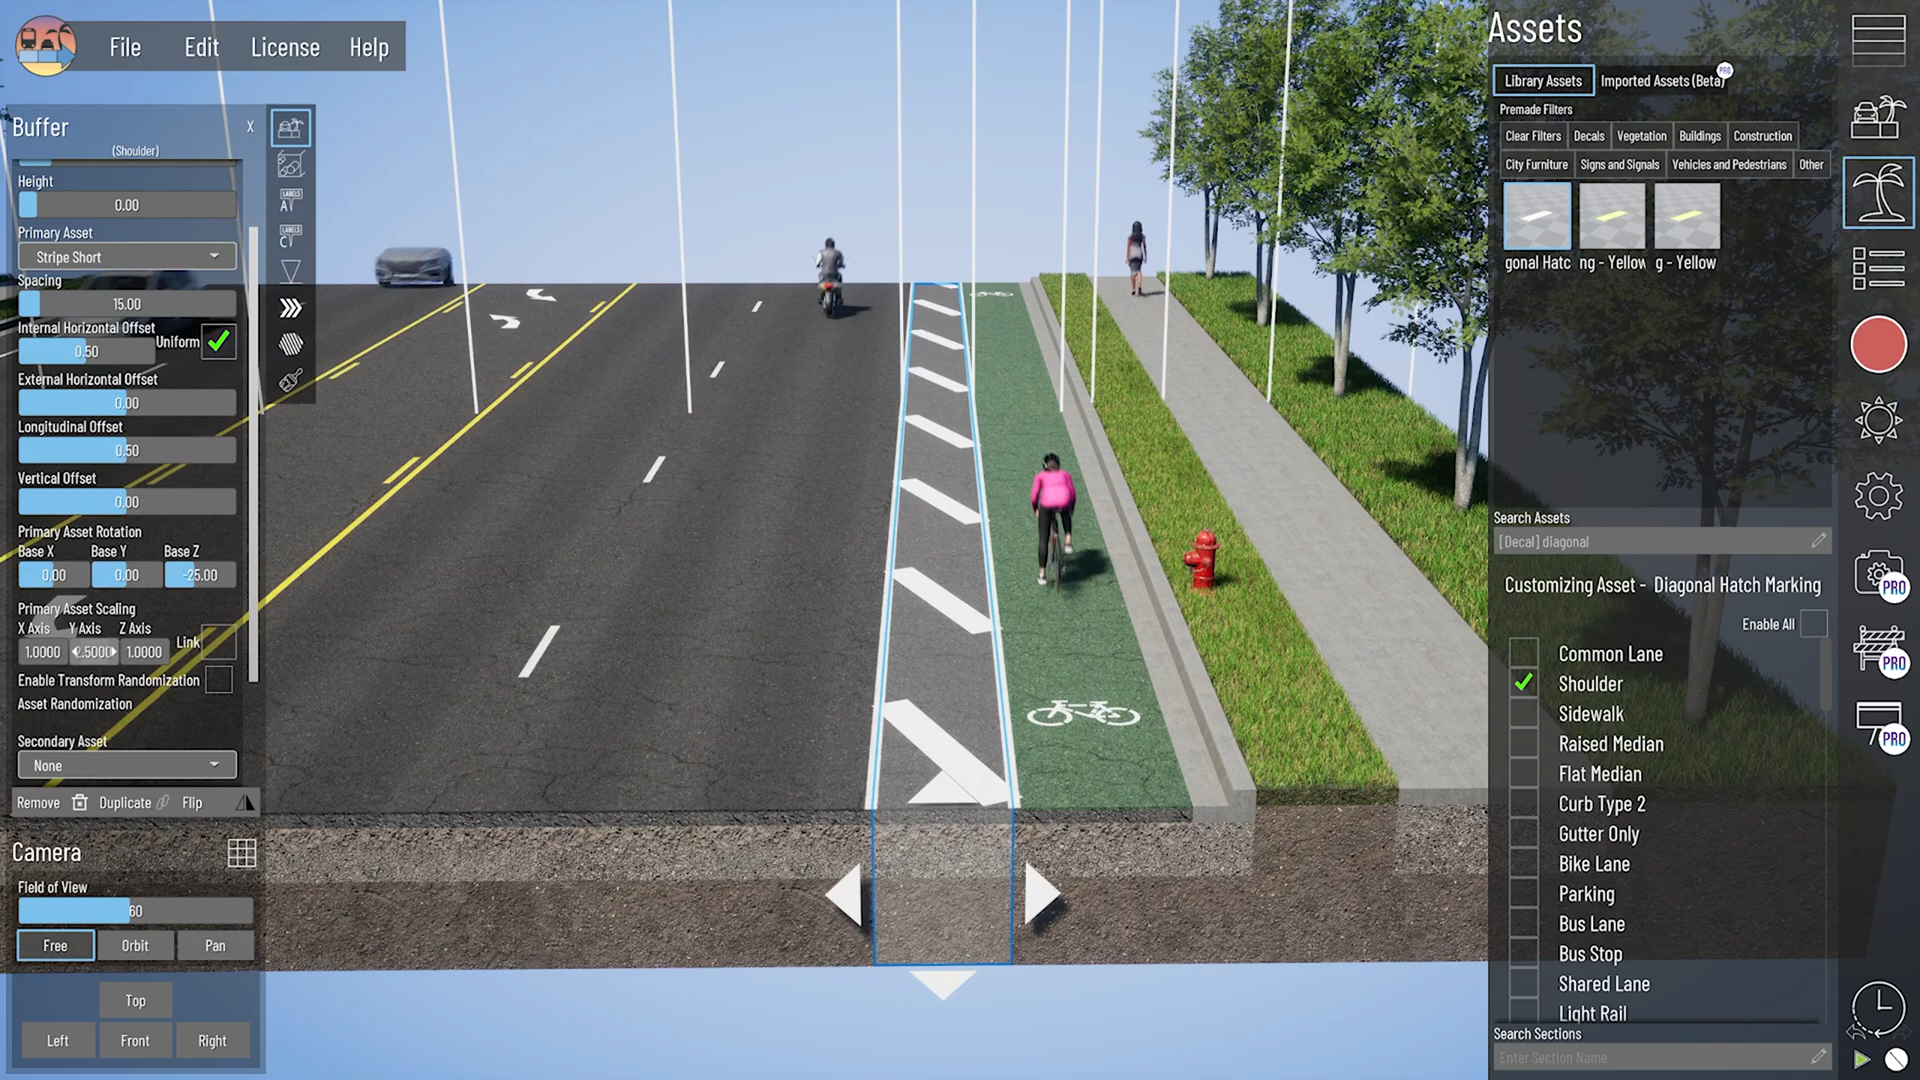 File Edit License Help
Buffer X
(Shoulder)
Height
0.00
Primary Asset
Stripe Short
Spacing
15.00
Internal Horizontal Offset
0.50 Uniform
External Horizontal Offset
0.00
Longitudinal Offset
0.50
Vertical Offset
0.00
Primary Asset Rotation
Base X Base Y Base Z
0.00 0.00 -25.00
Primary Asset Scaling
X Axis Y Axis Z Axis Link
1.0000 2.5000 1.0000
Enable Transform Randomization
Asset Randomization
Secondary Asset
None
Remove Duplicate Flip
LABELS
A
LABELS
C
Camera
Field of View
60
Free Orbit Pan
Top
Left Front Right
Assets
Library Assets Imported Assets (Beta) PRO
Premade Filters
Clear Filters Decals Vegetation Buildings Construction
City Furniture Signs and Signals Vehicles and Pedestrians Other
gonal Hatc ng - Yellow g - Yellow
Search Assets
[Decal] diagonal
Customizing Asset - Diagonal Hatch Marking
Enable All
Common Lane
Shoulder
Sidewalk
Raised Median
Flat Median
Curb Type 2
Gutter Only
Bike Lane
Parking
Bus Lane
Bus Stop
Shared Lane
Light Rail
Search Sections
Enter Section Name
PRO
PRO
PRO